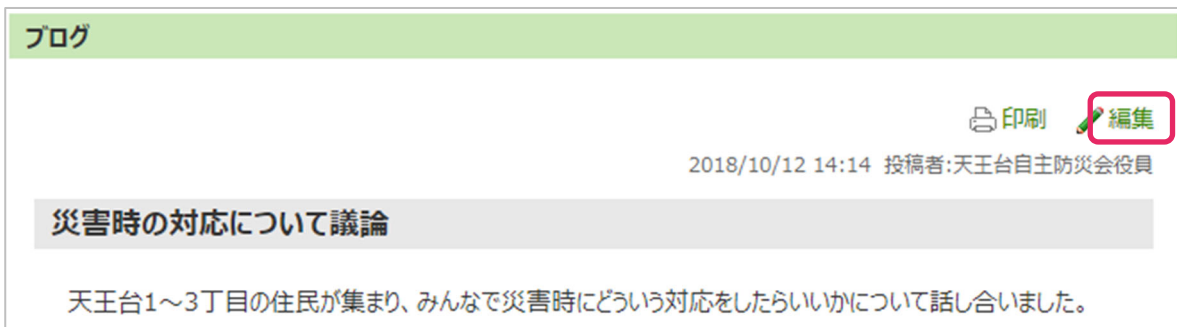 ブログ
印刷 編集
2018/10/12 14:14 投稿者:天王台自主防災会役員
災害時の対応について議論
天王台1～3丁目の住民が集まり、みんなで災害時にどういう対応をしたらいいかについて話し合いました。